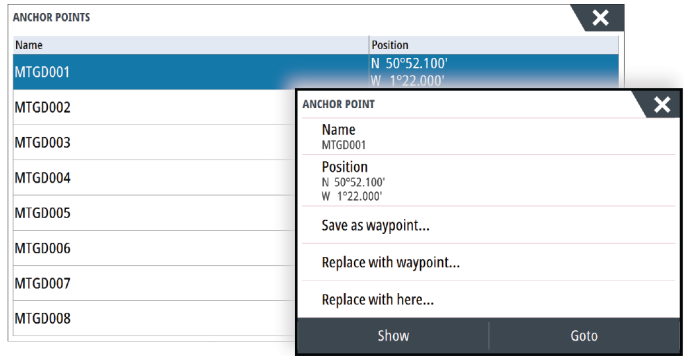 ANCHOR POINTS
Name Position
MTGD001 N 50°52.100'
W 1°22.000'
MTGD002
MTGD003
MTGD004
MTGD005
MTGD006
MTGD007
MTGD008
ANCHOR POINT
Name
MTGD001
Position
N 50°52.100'
W 1°22.000'
Save as waypoint...
Replace with waypoint...
Replace with here...
Show Goto